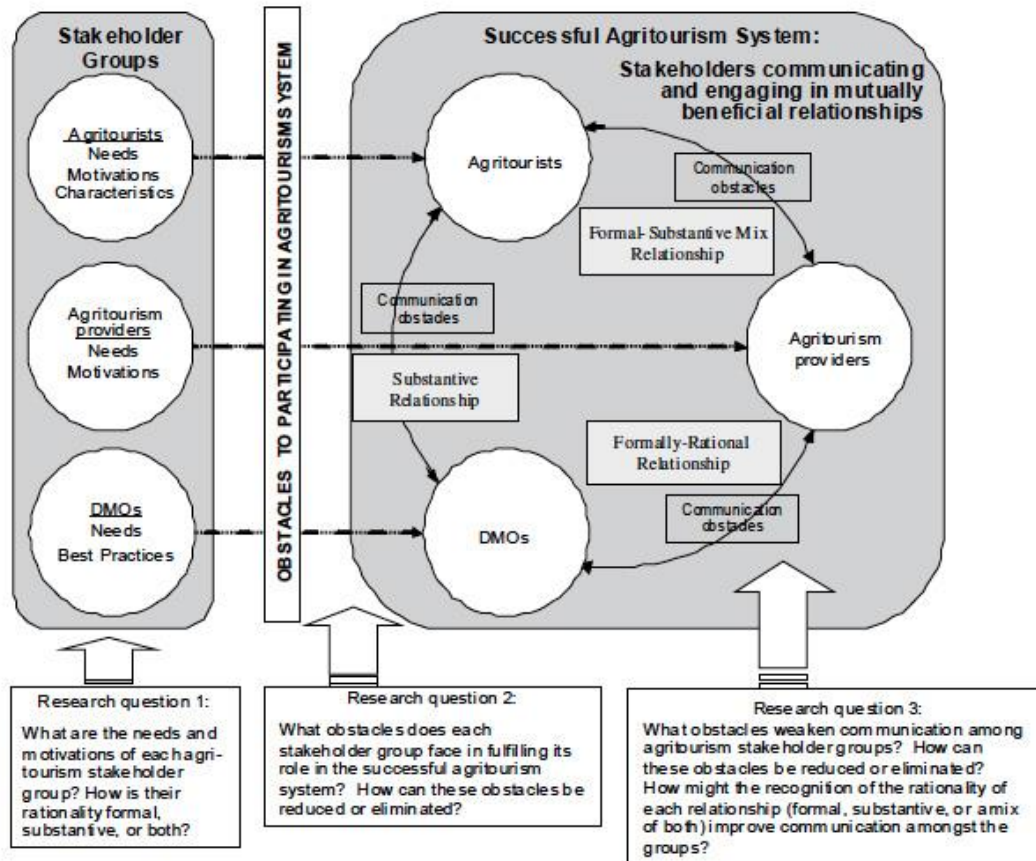 Stakeholder
Groups
Agritourists
Needs
Motivations
Characteristics
Agritourism
providers
Needs
Motivations
DMOs
Needs
Best Practices
OBSTACLES TO PARTICIPATING IN AGRITOURISM SYSTEM
Successful Agritourism System:
Stakeholders communicating
and engaging in mutually
beneficial relationships
Agritourists
Communication
obstacles
Formal-Substantive Mix
Relationship
Communication
obstacles
Agritourism
providers
Substantive
Relationship
Formally-Rational
Relationship
Communication
obstacles
DMOs
Research question 1:
What are the needs and
motivations of each agri-
tourism stakeholder
group? How is their
rationality formal,
substantive, or both?
Research question 2:
What obstacles does each
stakeholder group face in fulfilling its
role in the successful agritourism
system? How can these obstacles be
reduced or eliminated?
Research question 3:
What obstacles weaken communication among
agritourism stakeholder groups? How can
these obstacles be reduced or eliminated?
How might the recognition of the rationality of
each relationship (formal, substantive, or a mix
of both) improve communication amongst the
groups?